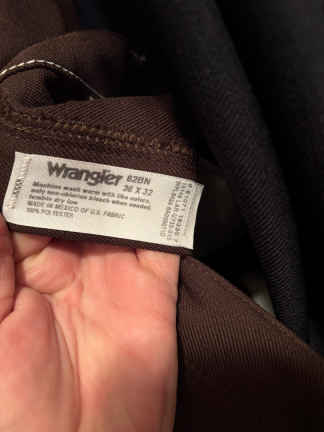 Wrangler 82BN
36 X 32
Machine wash warm with like colors,
only non-chlorine bleach when needed,
tumble dry low
MADE IN MEXICO OF U.S. FABRIC
100% POLYESTER